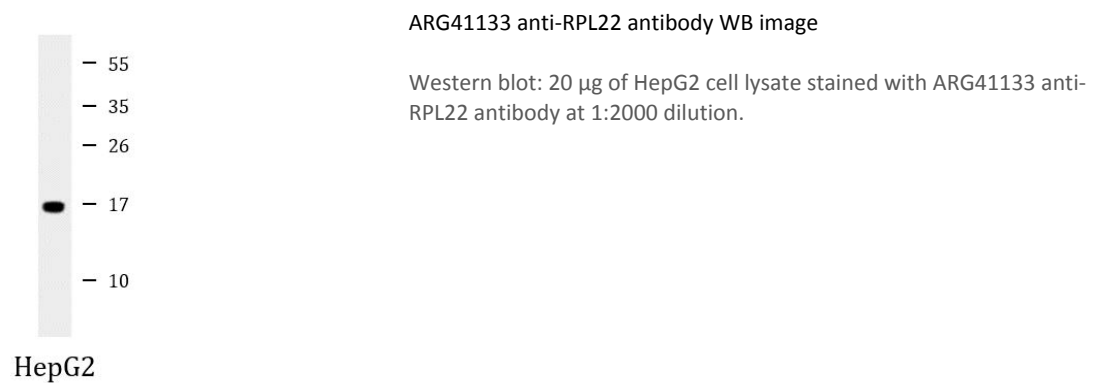 ARG41133 anti-RPL22 antibody WB image
Western blot: 20 µg of HepG2 cell lysate stained with ARG41133 anti-
RPL22 antibody at 1:2000 dilution.
55
35
26
17
10
HepG2